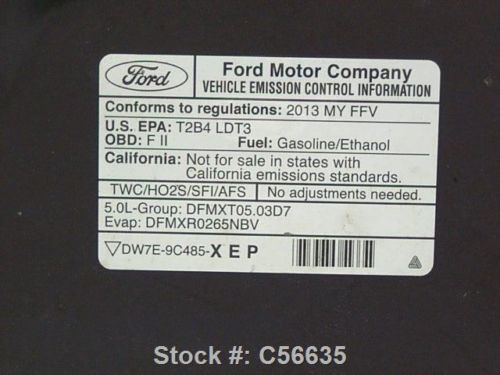 Ford
Ford Motor Company
VEHICLE EMISSION CONTROL INFORMATION
Conforms to regulations: 2013 MY FFV
U.S. EPA: T2B4 LDT3
OBD: F II Fuel: Gasoline/Ethanol
California: Not for sale in states with
California emissions standards.
TWC/HO2S/SFI/AFS No adjustments needed.
5.0L-Group: DFMXT05.03D7
Evap: DFMXR0265NBV
DW7E-9C485-XEP
Stock #: C56635